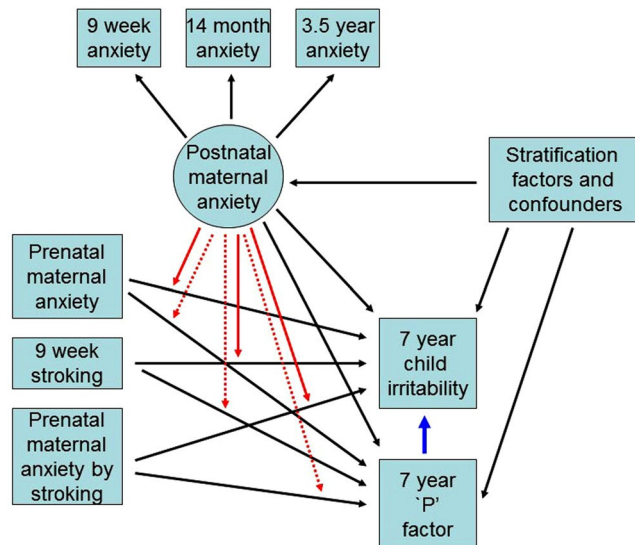 9 week
anxiety
14 month
anxiety
3.5 year
anxiety
Postnatal
maternal
anxiety
Stratification
factors and
confounders
Prenatal
maternal
anxiety
9 week
stroking
Prenatal
maternal
anxiety by
stroking
7 year
child
irritability
7 year
`P’
factor